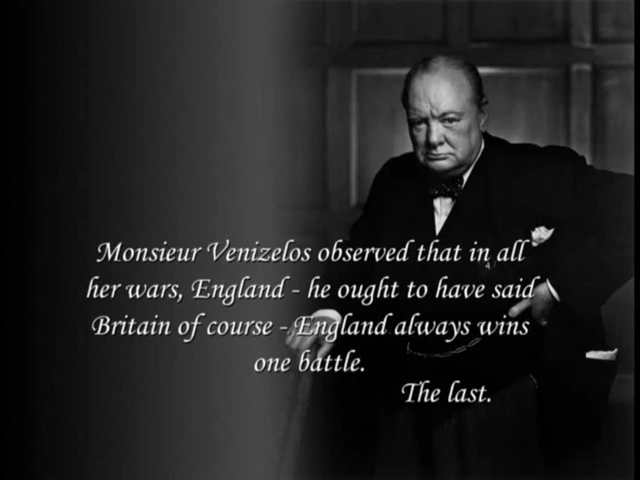 Monsieur Venizelos observed that in all
her wars, England - he ought to have said
Britain of course - England always wins
one battle.
The last.